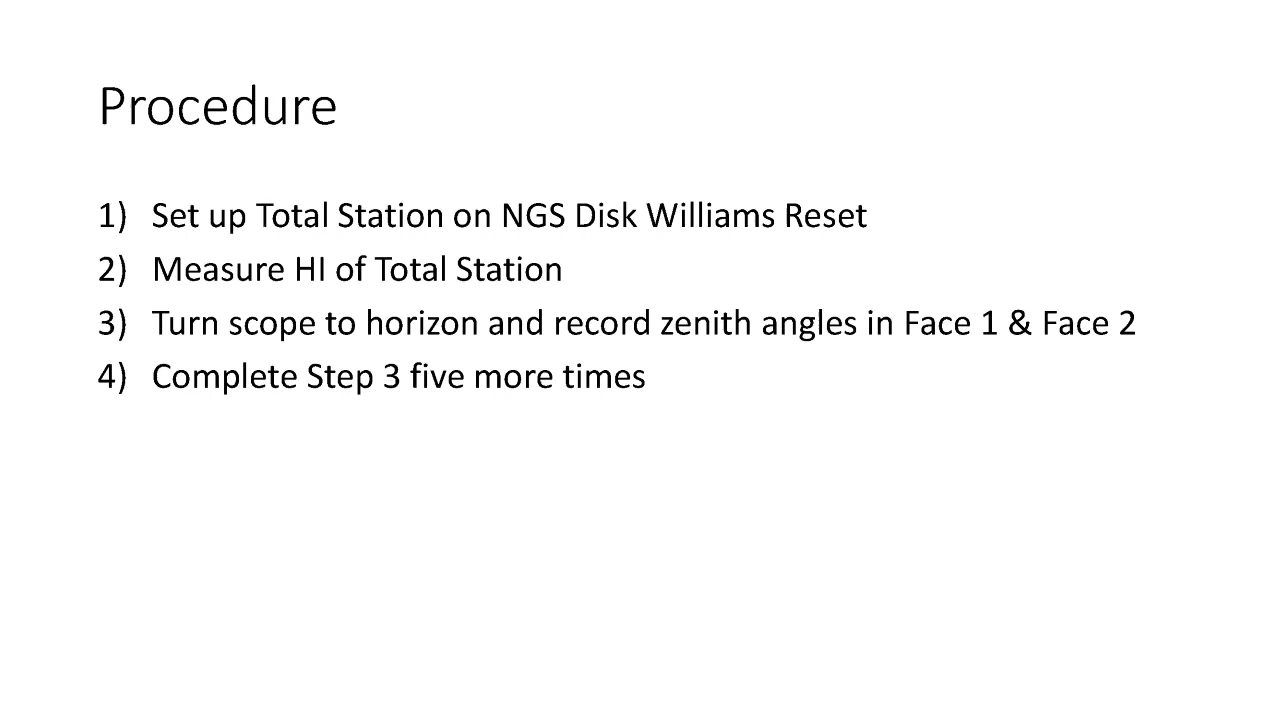 Procedure
1) Set up Total Station on NGS Disk Williams Reset
2) Measure HI of Total Station
3) Turn scope to horizon and record zenith angles in Face 1 & Face 2
4) Complete Step 3 five more times